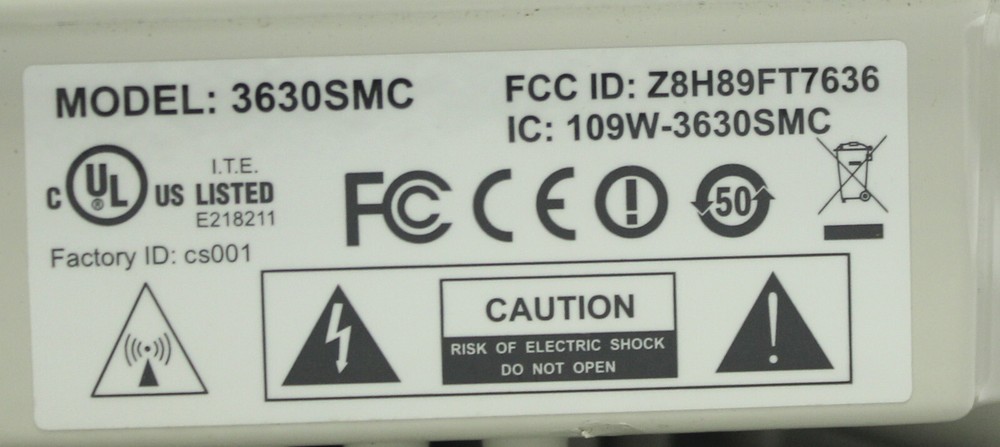 MODEL: 3630SMC
FCC ID: Z8H89FT7636
IC: 109W-3630SMC
C UL ® US LISTED
I.T.E.
E218211
FC CE ! 50
Factory ID: cs001
CAUTION
RISK OF ELECTRIC SHOCK
DO NOT OPEN
!